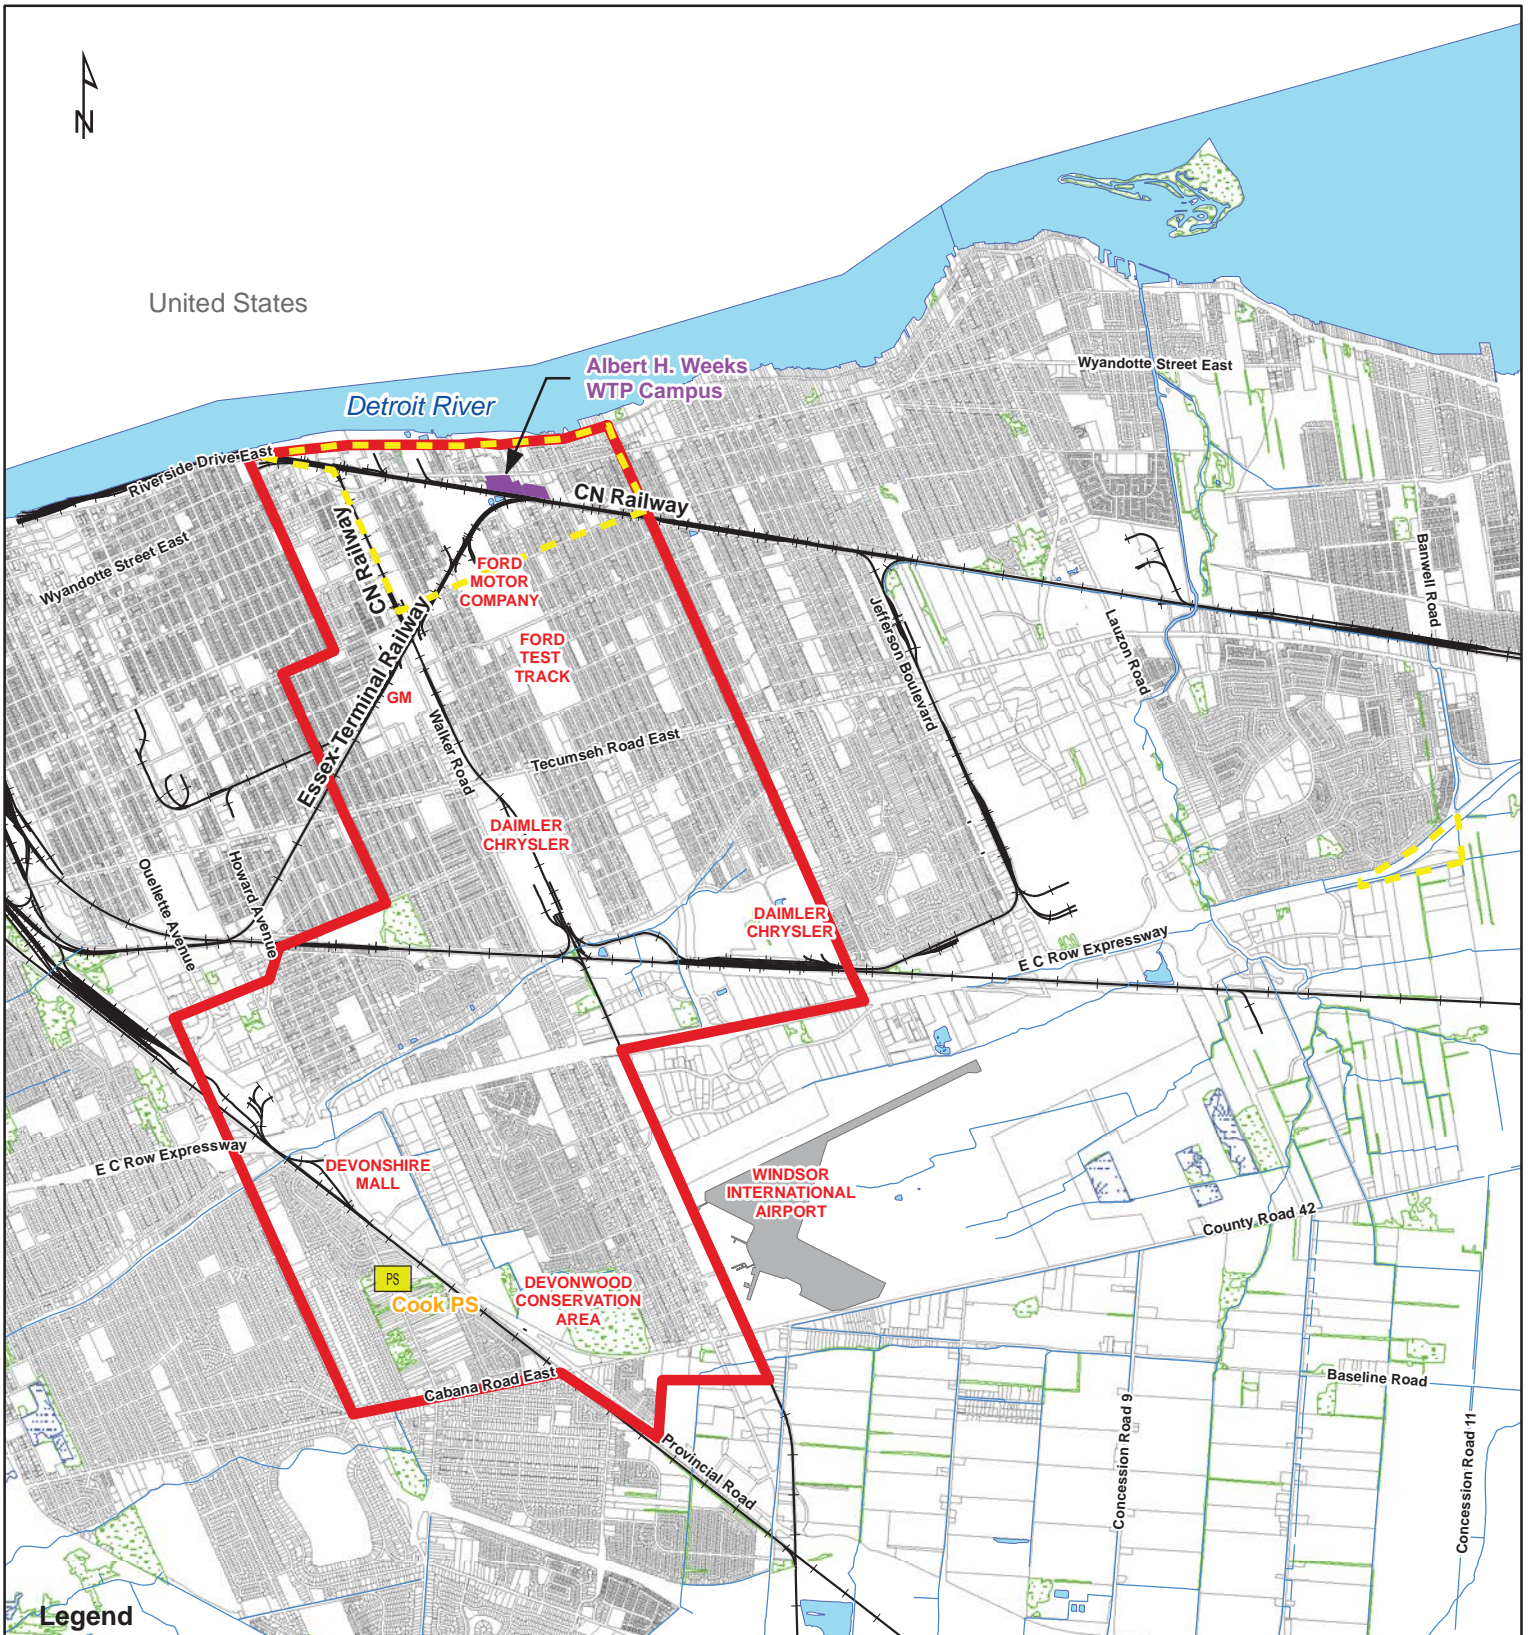 N
United States
Albert H. Weeks
WTP Campus
Wyandotte Street East
Detroit River
Riverside Drive East
CN Railway
CN Railway
Wyandotte Street East
FORD
MOTOR
COMPANY
Banwell Road
Essex-Terminal Railway
Jefferson Boulevard
Lauzon Road
FORD
TEST
TRACK
GM
Walker Road
Tecumseh Road East
DAIMLER
CHRYSLER
Ouellette Avenue
Howard Avenue
DAIMLER
CHRYSLER
E C Row Expressway
E C Row Expressway
DEVONSHIRE
MALL
WINDSOR
INTERNATIONAL
AIRPORT
County Road 42
PS
Cook PS
DEVONWOOD
CONSERVATION
AREA
Cabana Road East
Baseline Road
Concession Road 9
Concession Road 11
Provincial Road
Legend